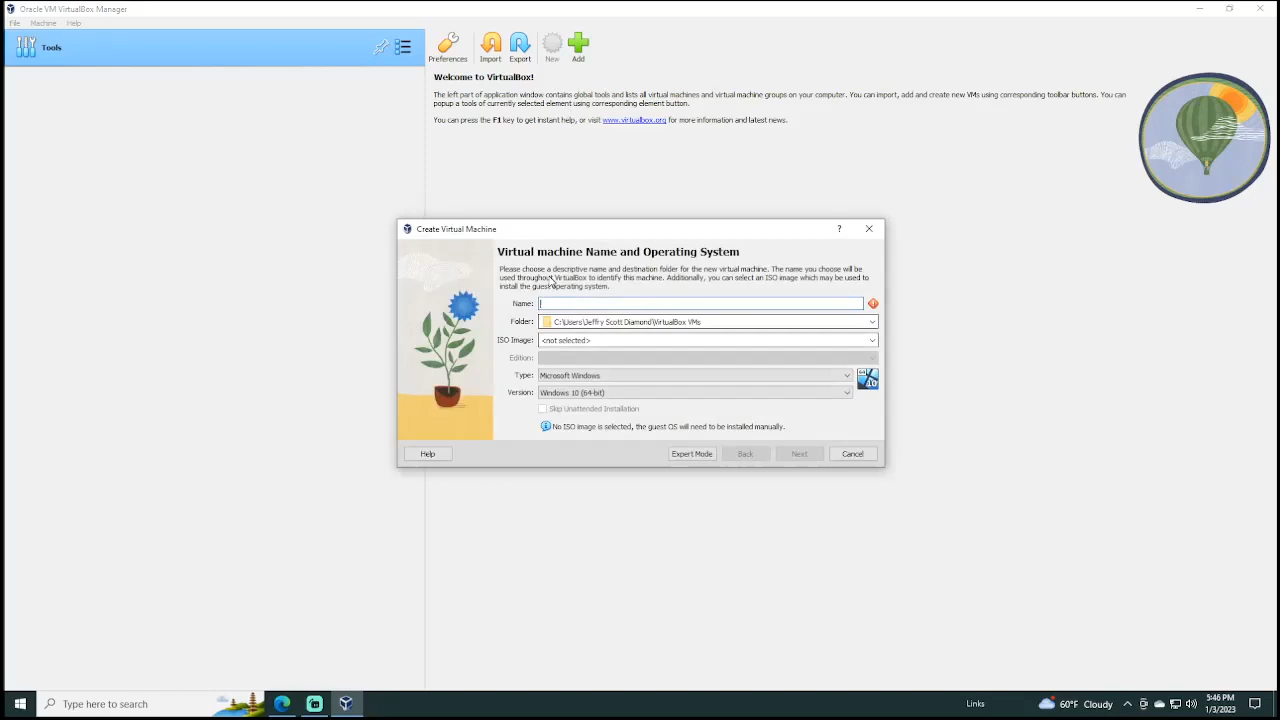 Oracle VM VirtualBox Manager
File Machine Help
Tools
Preferences Import Export New Add
Welcome to VirtualBox!
The left part of application window contains global tools and lists all virtual machines and virtual machine groups on your computer. You can import, add and create new VMs using corresponding toolbar buttons. You can
popup a tools of currently selected element using corresponding element button.
You can press the F1 key to get instant help, or visit www.virtualbox.org for more information and latest news.
Create Virtual Machine
?
Virtual machine Name and Operating System
Please choose a descriptive name and destination folder for the new virtual machine. The name you choose will be
used throughout VirtualBox to identify this machine. Additionally, you can select an ISO image which may be used to
install the guest operating system.
Name:
Folder: C:\Users\Jeffry Scott Diamond\VirtualBox VMs
ISO Image: <not selected>
Edition:
Type: Microsoft Windows
Version: Windows 10 (64-bit)
10
Skip Unattended Installation
No ISO image is selected, the guest OS will need to be installed manually.
Help Expert Mode Back Next Cancel
Type here to search
Links
60°F Cloudy
5:46 PM
1/3/2023